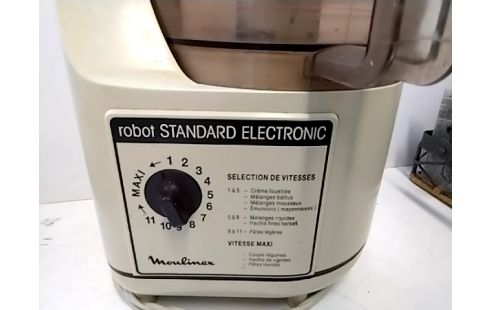 robot STANDARD ELECTRONIC
MAXI ← 1 2 3 4 5 6 7 8 9 10 11
SELECTION DE VITESSES
1 à 5 - Crème fouettée
- Mélanges battus
- Mélanges mousseux
- Emulsions ( mayonnaises )
5 à 8 - Mélanges liquides
- Hachis fines herbes
8 à 11 - Pâtes légères
VITESSE MAXI
- Coupe-légumes
- Hachis de viandes
- Pâtes lourdes
Moulinex